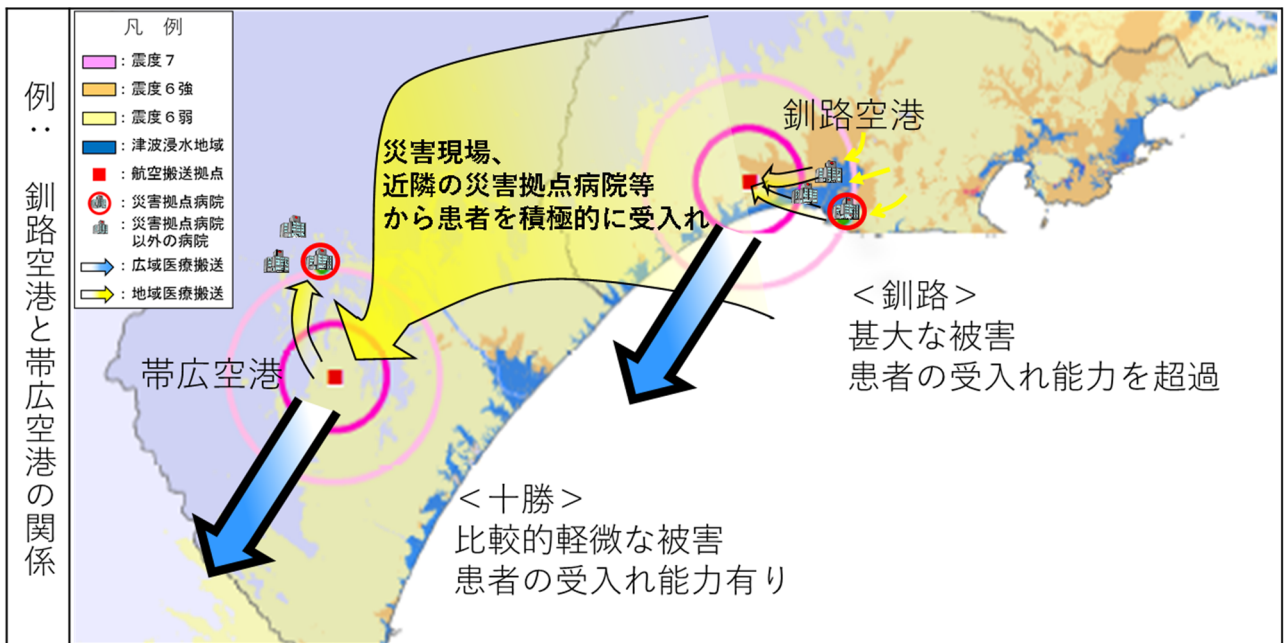 例: 釧路空港と帯広空港の関係
凡 例
:震度7
:震度6強
:震度6弱
:津波浸水地域
:航空搬送拠点
:災害拠点病院
:災害拠点病院
以外の病院
:広域医療搬送
:地域医療搬送
釧路空港
災害現場、
近隣の災害拠点病院等
から患者を積極的に受入れ
帯広空港
<釧路>
甚大な被害
患者の受入れ能力を超過
<十勝>
比較的軽微な被害
患者の受入れ能力有り